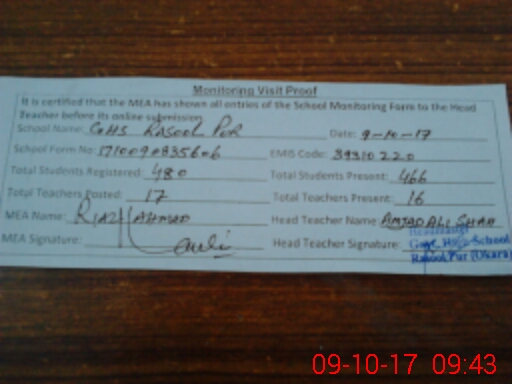 Monitoring Visit Proof
It is certified that the MEA has shown all entries of the School Monitoring Form to the Head
Teacher before its online submission
School Name: GHS Rasool Pur Date: 9-10-17
School Form No: 1710090835606 EMIS Code: 39310220
Total Students Registered: 480 Total Students Present: 466
Total Teachers Posted: 17 Total Teachers Present: 16
MEA Name: Riaz Ahmad Head Teacher Name: Amjad Ali Shah
MEA Signature: Head Teacher Signature:
Headmaster
Govt. High School
Rasool Pur (Okara)
09-10-17 09:43